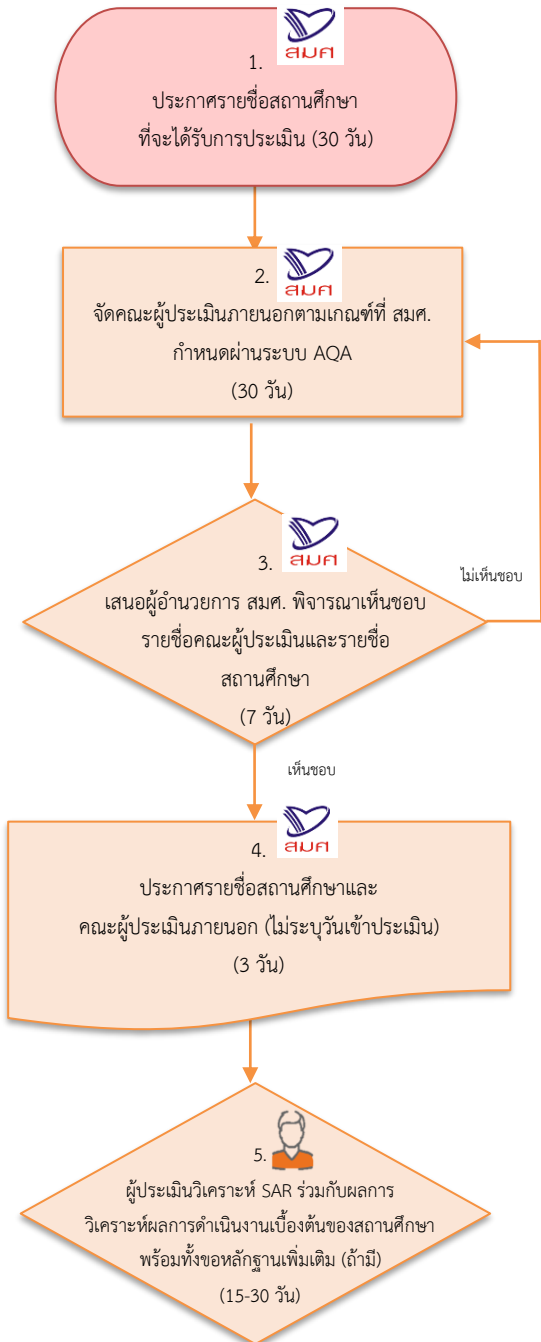 สมศ
1.
ประกาศรายชื่อสถานศึกษา
ที่จะได้รับการประเมิน (30 วัน)
สมศ
2.
จัดคณะผู้ประเมินภายนอกตามเกณฑ์ที่ สมศ.
กำหนดผ่านระบบ AQA
(30 วัน)
สมศ
3.
เสนอผู้อำนวยการ สมศ. พิจารณาเห็นชอบ
รายชื่อคณะผู้ประเมินและรายชื่อ
สถานศึกษา
(7 วัน)
ไม่เห็นชอบ
เห็นชอบ
สมศ
4.
ประกาศรายชื่อสถานศึกษาและ
คณะผู้ประเมินภายนอก (ไม่ระบุวันเข้าประเมิน)
(3 วัน)
5.
ผู้ประเมินวิเคราะห์ SAR ร่วมกับผลการ
วิเคราะห์ผลการดำเนินงานเบื้องต้นของสถานศึกษา
พร้อมทั้งขอหลักฐานเพิ่มเติม (ถ้ามี)
(15-30 วัน)